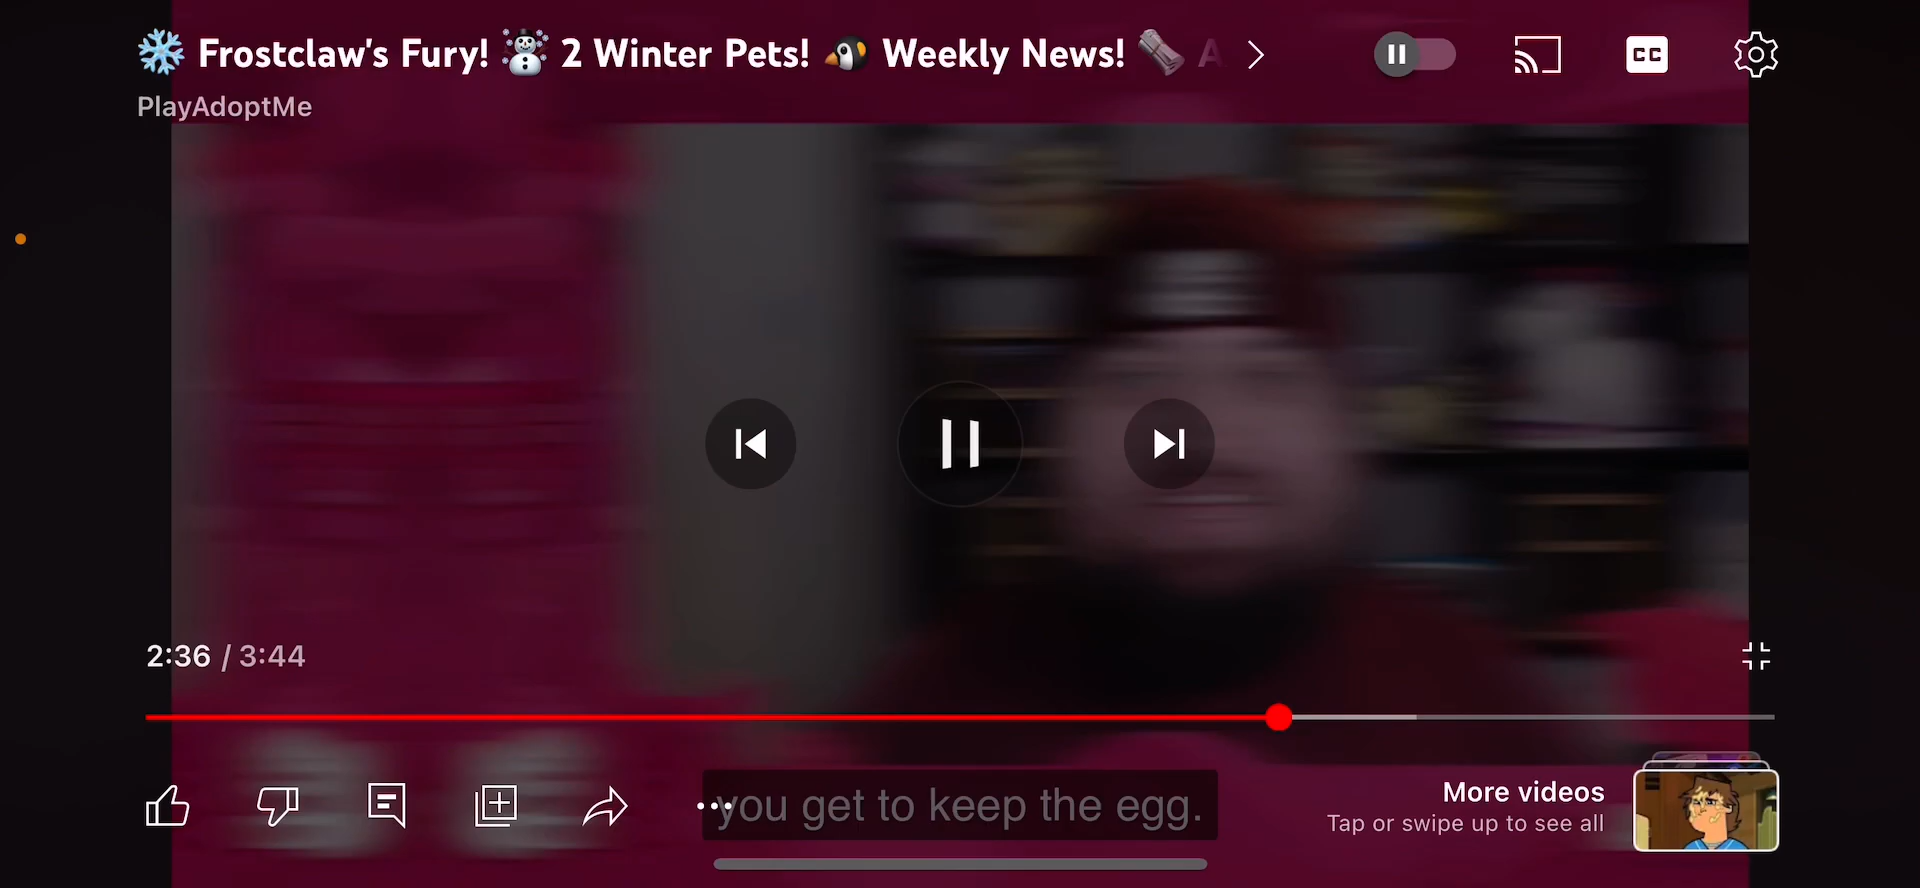 ❄️ Frostclaw's Fury! ☃️ 2 Winter Pets! 🐧 Weekly News! 🗞️ A
PlayAdoptMe
CC
2:36 / 3:44
you get to keep the egg.
More videos
Tap or swipe up to see all